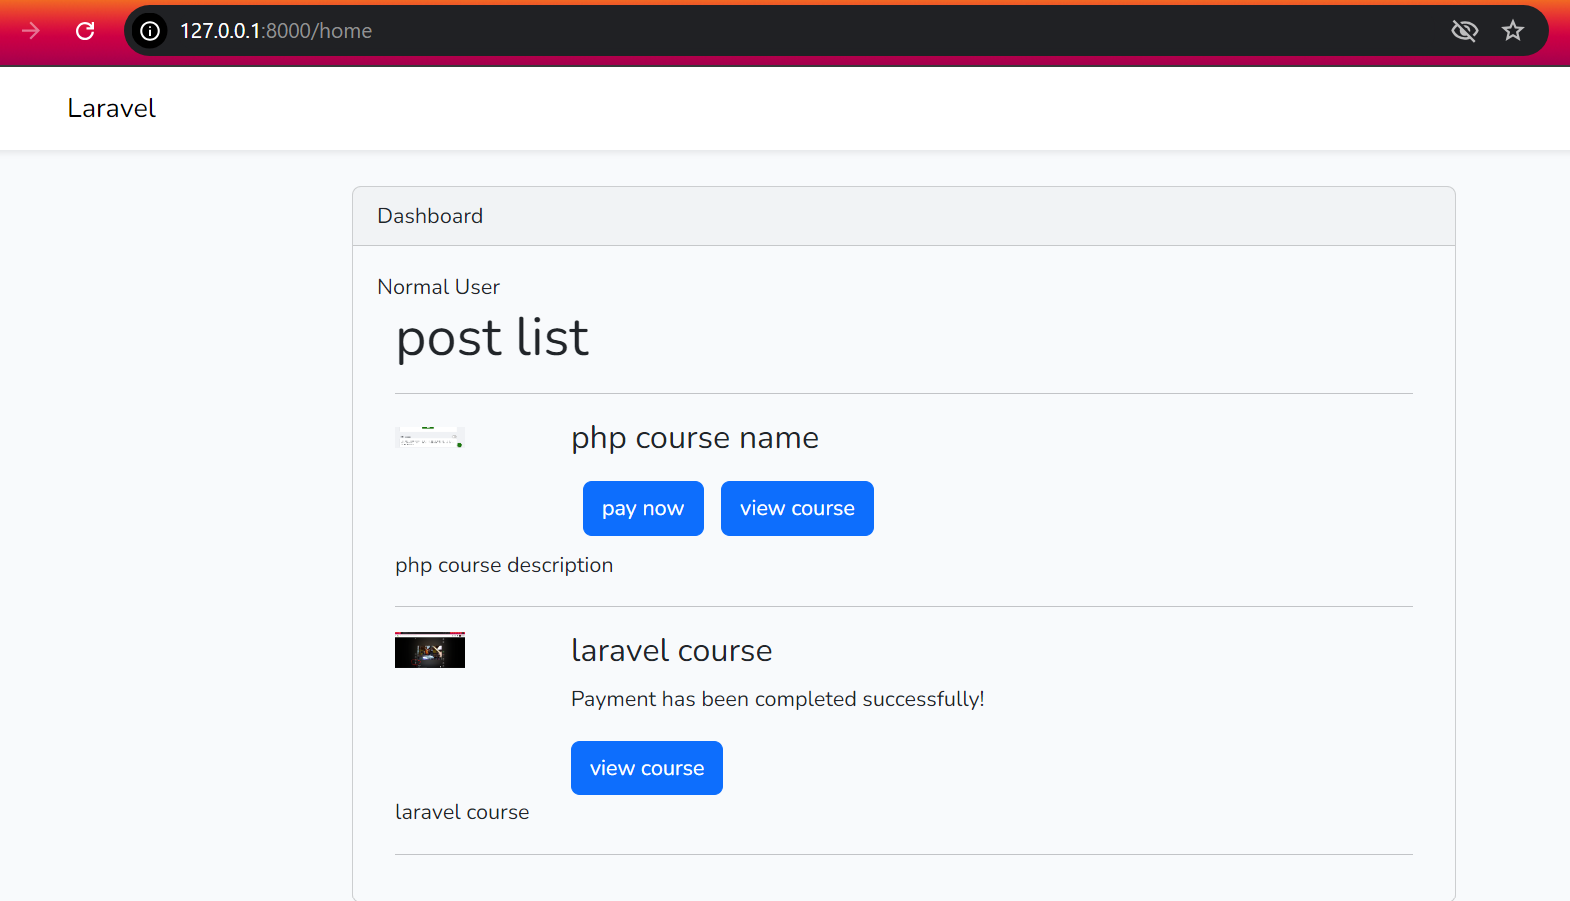 127.0.0.1:8000/home
Laravel
Dashboard
Normal User
post list
php course name
pay now view course
php course description
laravel course
Payment has been completed successfully!
view course
laravel course